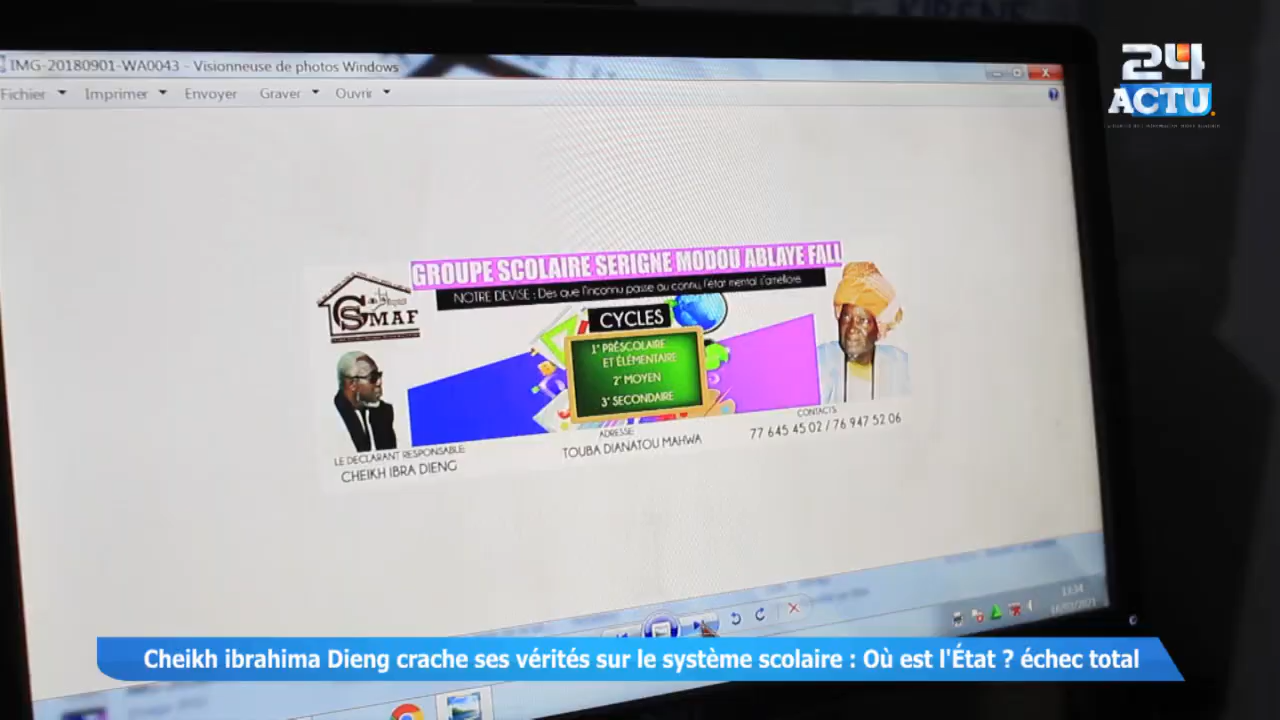 IMG-20180901-WA0043 - Visionneuse de photos Windows
Fichier Imprimer Envoyer Graver Ouvrir
24
ACTU
GROUPE SCOLAIRE SERIGNE MODOU ABLAYE FALL
NOTRE DEVISE : Dès que l'inconnu passe au connu, l'état mental s'améliore.
GSMAF
CYCLES
1° PRÉSCOLAIRE
ET ÉLÉMENTAIRE
2° MOYEN
3° SECONDAIRE
LE DECLARANT RESPONSABLE:
CHEIKH IBRA DIENG
ADRESSE:
TOUBA DIANATOU MAHWA
CONTACTS
77 645 45 02 / 76 947 52 06
Cheikh ibrahima Dieng crache ses vérités sur le système scolaire : Où est l'État ? échec total